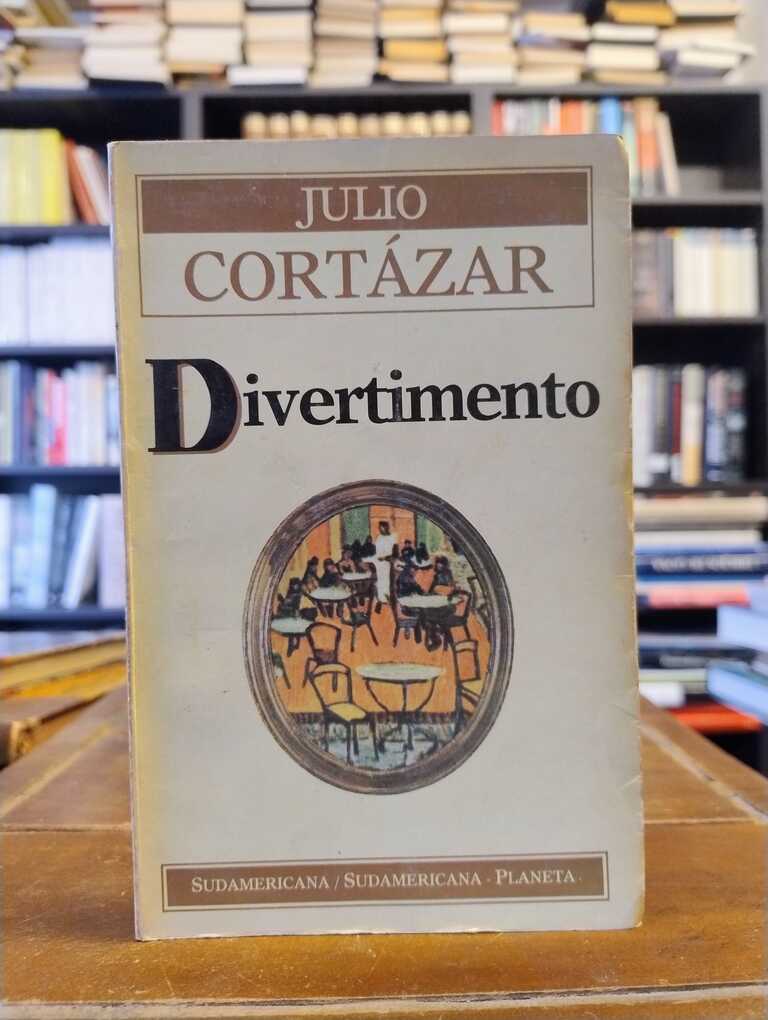 JULIO
CORTÁZAR
Divertimento
SUDAMERICANA / SUDAMERICANA - PLANETA